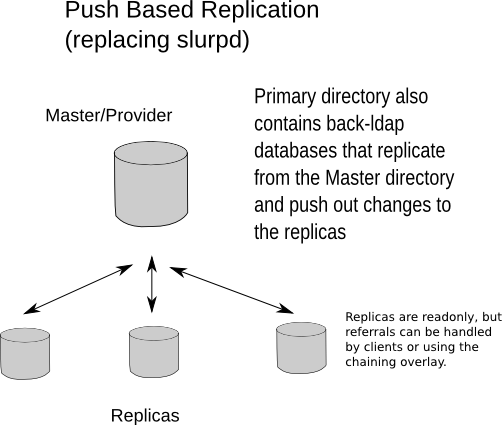 Push Based Replication
(replacing slurpd)
Master/Provider
Primary directory also
contains back-ldap
databases that replicate
from the Master directory
and push out changes to
the replicas
Replicas are readonly, but
referrals can be handled
by clients or using the
chaining overlay.
Replicas